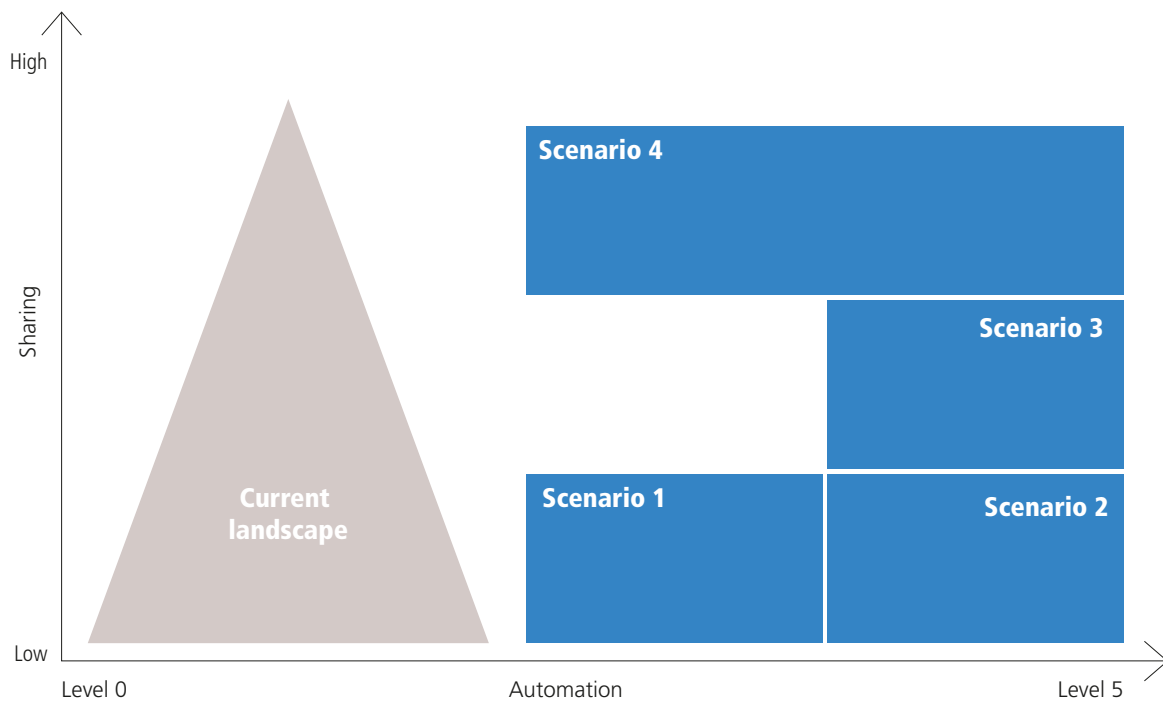 High
Scenario 4
Sharing
Scenario 3
Current
landscape
Scenario 1
Scenario 2
Low
Level 0
Automation
Level 5